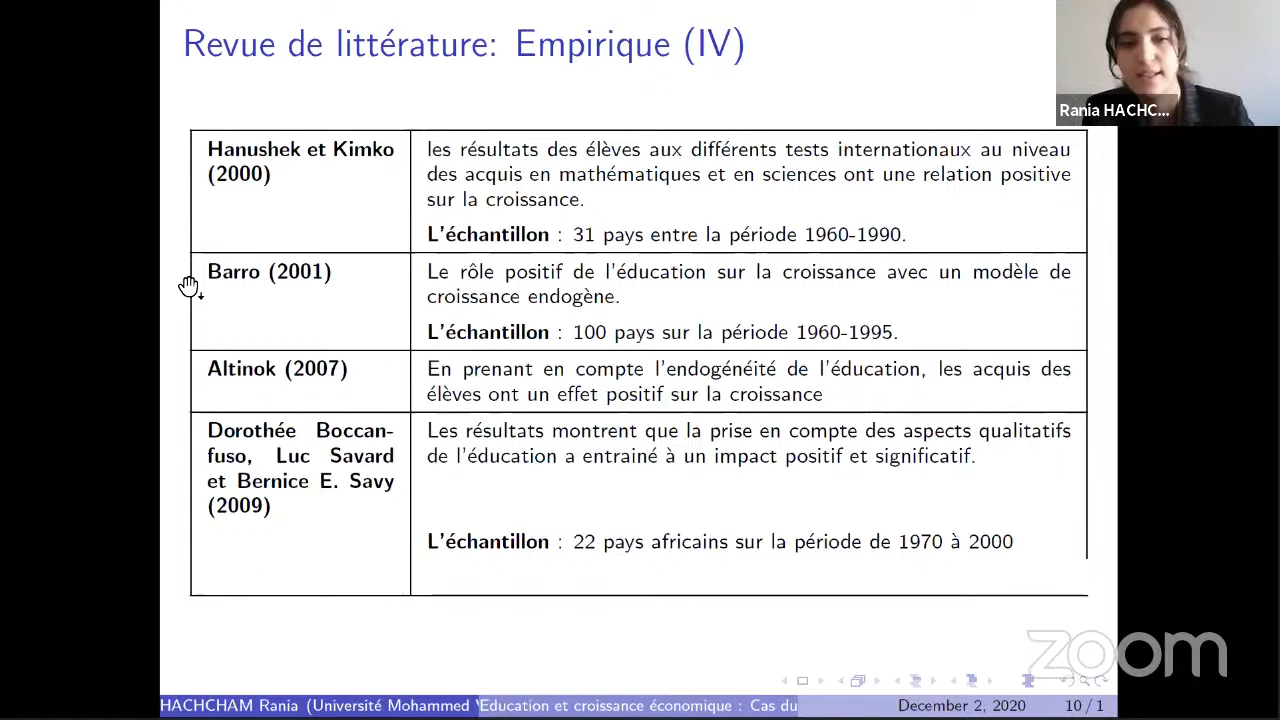 Revue de littérature: Empirique (IV)
Rania HACHC...
Hanushek et Kimko
(2000)
les résultats des élèves aux différents tests internationaux au niveau
des acquis en mathématiques et en sciences ont une relation positive
sur la croissance.
L'échantillon : 31 pays entre la période 1960-1990.
Barro (2001)
Le rôle positif de l'éducation sur la croissance avec un modèle de
croissance endogène.
L'échantillon : 100 pays sur la période 1960-1995.
Altinok (2007)
En prenant en compte l'endogénéité de l'éducation, les acquis des
élèves ont un effet positif sur la croissance
Dorothée Boccan-
fuso, Luc Savard
et Bernice E. Savy
(2009)
Les résultats montrent que la prise en compte des aspects qualitatifs
de l'éducation a entrainé à un impact positif et significatif.
L'échantillon : 22 pays africains sur la période de 1970 à 2000
zoom
HACHCHAM Rania (Université Mohammed Education et croissance économique : Cas du December 2, 2020 10 / 1